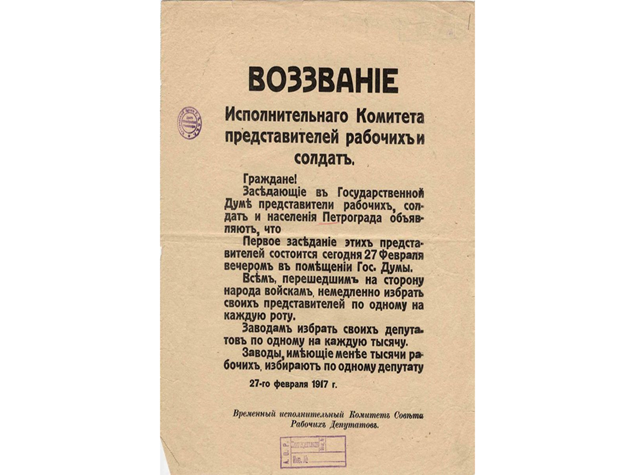 ВОЗЗВАНІЕ
Исполнительнаго Комитета
представителей рабочихъ и
солдатъ.
Граждане!
Засѣдающіе въ Государственной
Думѣ представители рабочихъ, сол-
датъ и населенія Петрограда объяв-
ляютъ, что
Первое засѣданіе этихъ предста-
вителей состоится сегодня 27 Февраля
вечеромъ въ помѣщеніи Гос. Думы.
Всѣмъ, перешедшимъ на сторону
народа войскамъ, немедленно избрать
своихъ представителей по одному на
каждую роту.
Заводамъ избрать своихъ депута-
товъ по одному на каждую тысячу.
Заводы, имѣющіе менѣе тысячи ра-
бочихъ, избираютъ по одному депутату
27-го февраля 1917 г.
Временный исполнительный Комитетъ Совѣта
Рабочихъ Депутатовъ.